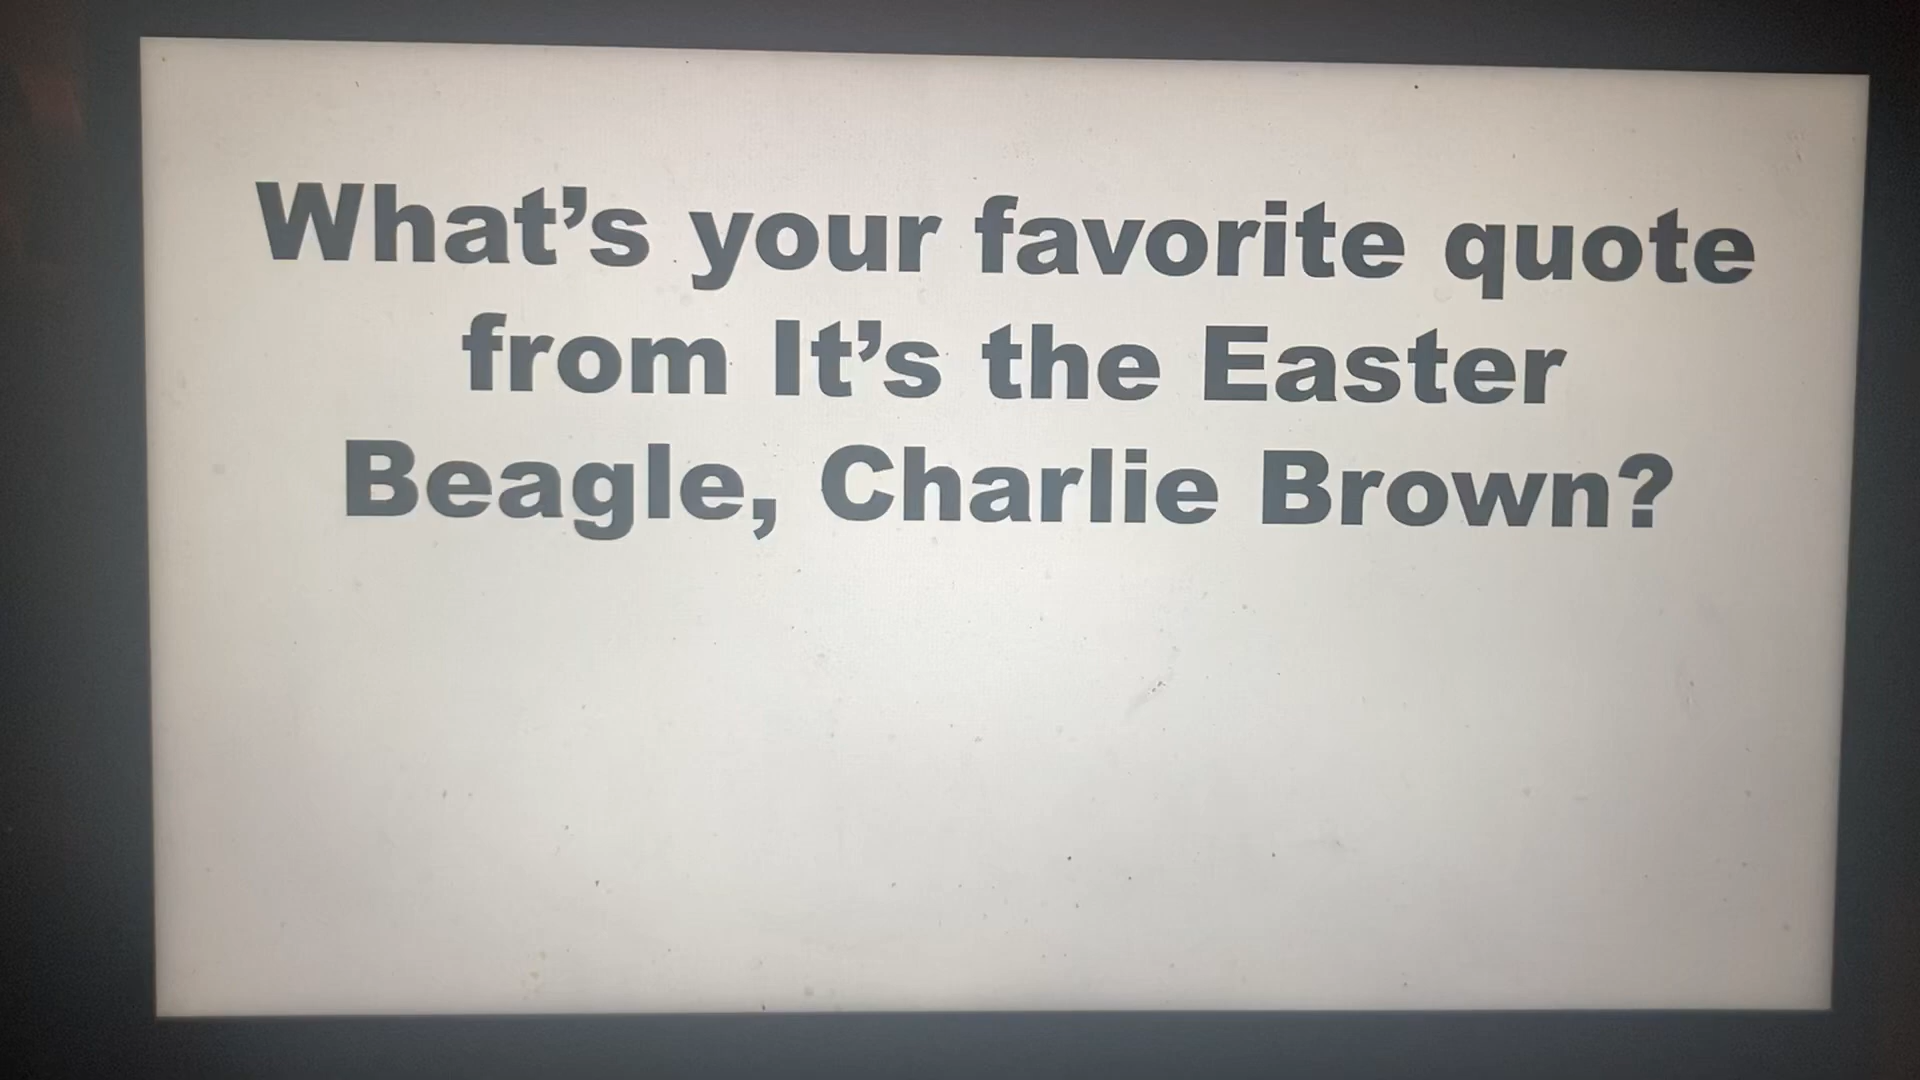 What’s your favorite quote
from It’s the Easter
Beagle, Charlie Brown?